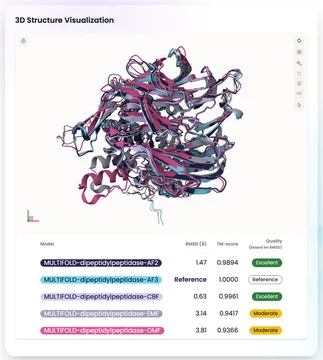 3D Structure Visualization
Model RMSD (Å) TM-score Quality
(based on RMSD)
MULTIFOLD-dipeptidylpeptidase-AF2 1.47 0.9894 Excellent
MULTIFOLD-dipeptidylpeptidase-AF3 Reference 1.0000 Reference
MULTIFOLD-dipeptidylpeptidase-CBF 0.63 0.9961 Excellent
MULTIFOLD-dipeptidylpeptidase-EMF 3.14 0.9417 Moderate
MULTIFOLD-dipeptidylpeptidase-OMF 3.81 0.9366 Moderate